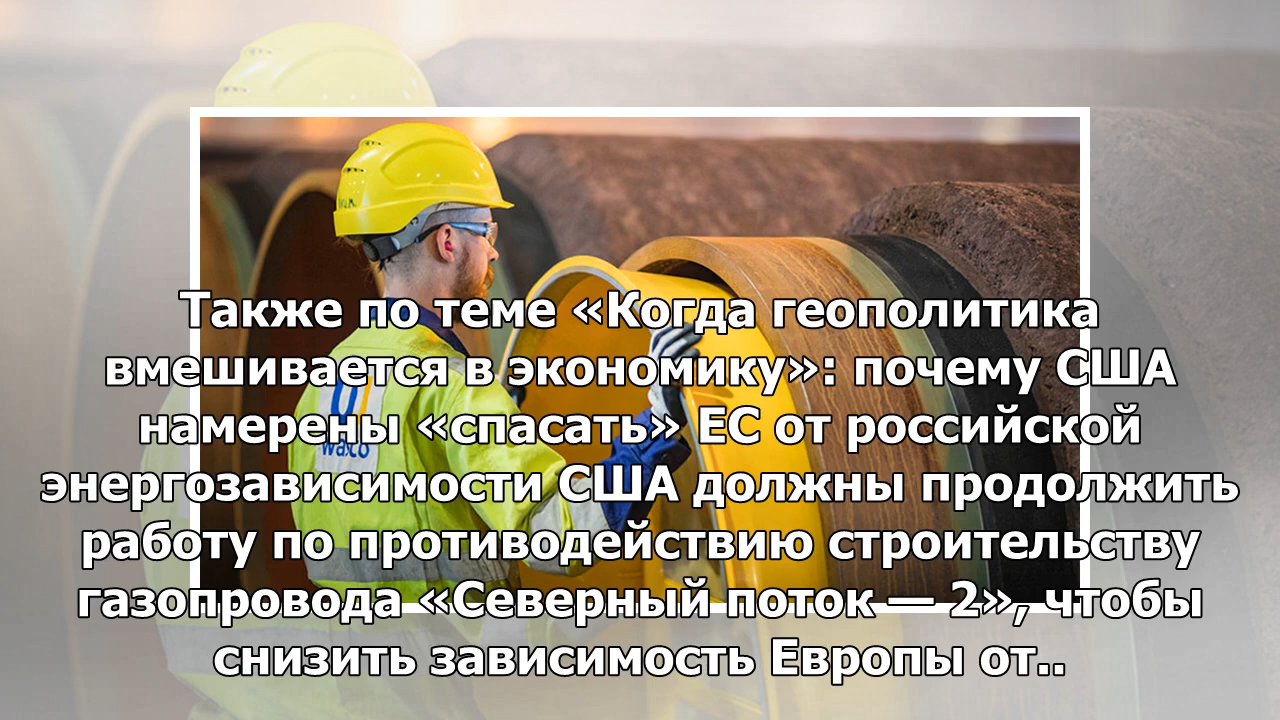 Также по теме «Когда геополитика
вмешивается в экономику»: почему США
намерены «спасать» ЕС от российской
энергозависимости США должны продолжить
работу по противодействию строительству
газопровода «Северный поток — 2», чтобы
снизить зависимость Европы от..
wasco